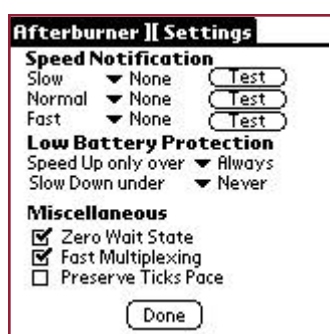 Afterburner ][ Settings
Speed Notification
Slow None Test
Normal None Test
Fast None Test
Low Battery Protection
Speed Up only over Always
Slow Down under Never
Miscellaneous
Zero Wait State
Fast Multiplexing
Preserve Ticks Pace
Done